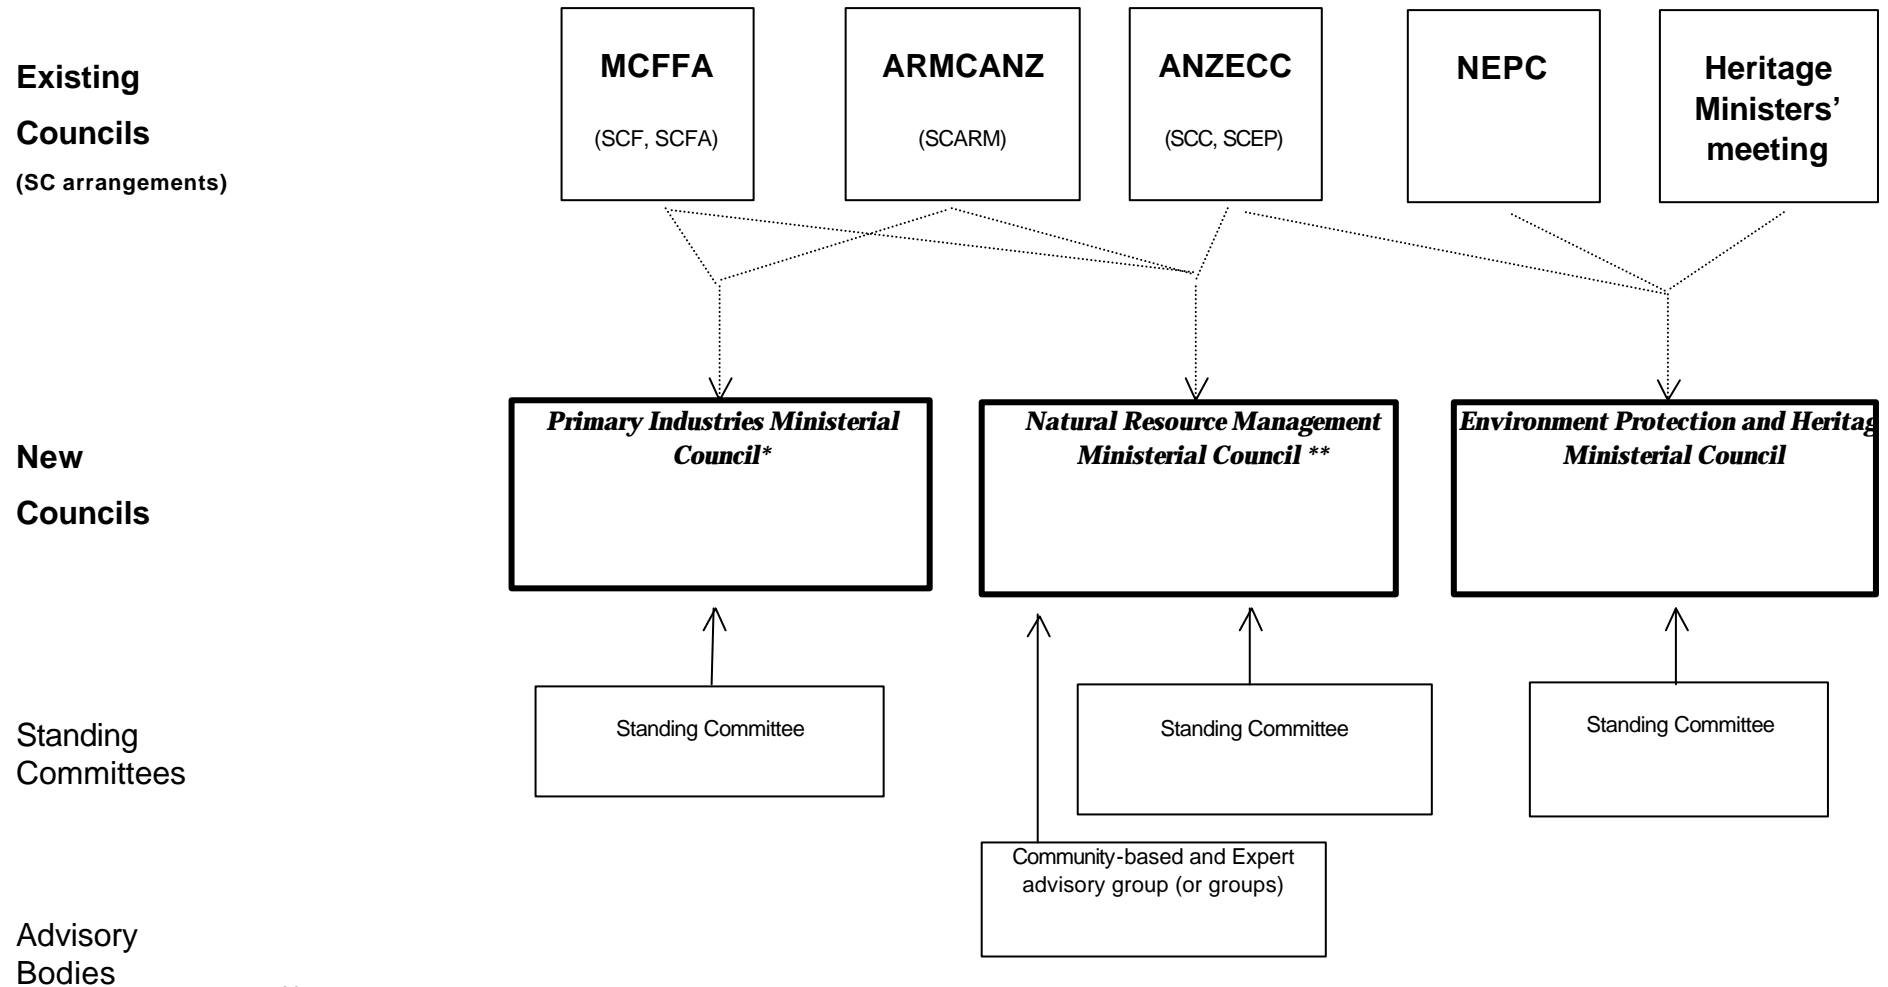 Existing
Councils
(SC arrangements)
MCFFA
(SCF, SCFA)
ARMCANZ
(SCARM)
ANZECC
(SCC, SCEP)
NEPC
Heritage
Ministers’
meeting
New
Councils
Primary Industries Ministerial
Council*
Natural Resource Management
Ministerial Council **
Environment Protection and Heritag
Ministerial Council
Standing
Committees
Standing Committee
Standing Committee
Standing Committee
Community-based and Expert
advisory group (or groups)
Advisory
Bodies